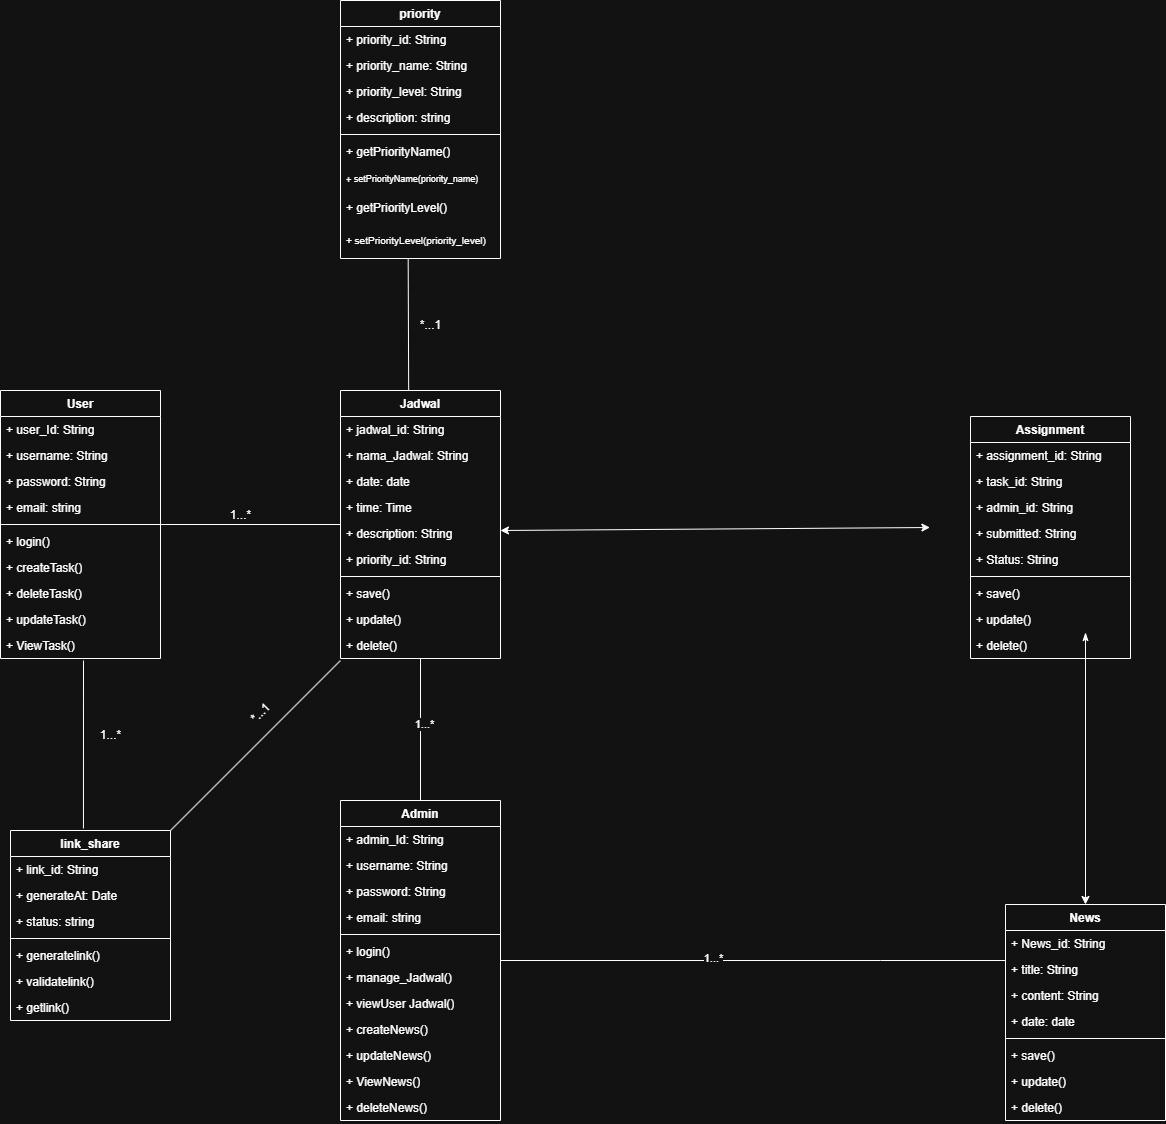 priority
+ priority_id: String
+ priority_name: String
+ priority_level: String
+ description: string
+ getPriorityName()
+ setPriorityName(priority_name)
+ getPriorityLevel()
+ setPriorityLevel(priority_level)
*...1
User
+ user_Id: String
+ username: String
+ password: String
+ email: string
+ login()
+ createTask()
+ deleteTask()
+ updateTask()
+ ViewTask()
1...*
Jadwal
+ jadwal_id: String
+ nama_Jadwal: String
+ date: date
+ time: Time
+ description: String
+ priority_id: String
+ save()
+ update()
+ delete()
Assignment
+ assignment_id: String
+ task_id: String
+ admin_id: String
+ submitted: String
+ Status: String
+ save()
+ update()
+ delete()
1...*
*...1
1...*
link_share
+ link_id: String
+ generateAt: Date
+ status: string
+ generatelink()
+ validatelink()
+ getlink()
Admin
+ admin_Id: String
+ username: String
+ password: String
+ email: string
+ login()
+ manage_Jadwal()
+ viewUser Jadwal()
+ createNews()
+ updateNews()
+ ViewNews()
+ deleteNews()
1...*
News
+ News_id: String
+ title: String
+ content: String
+ date: date
+ save()
+ update()
+ delete()